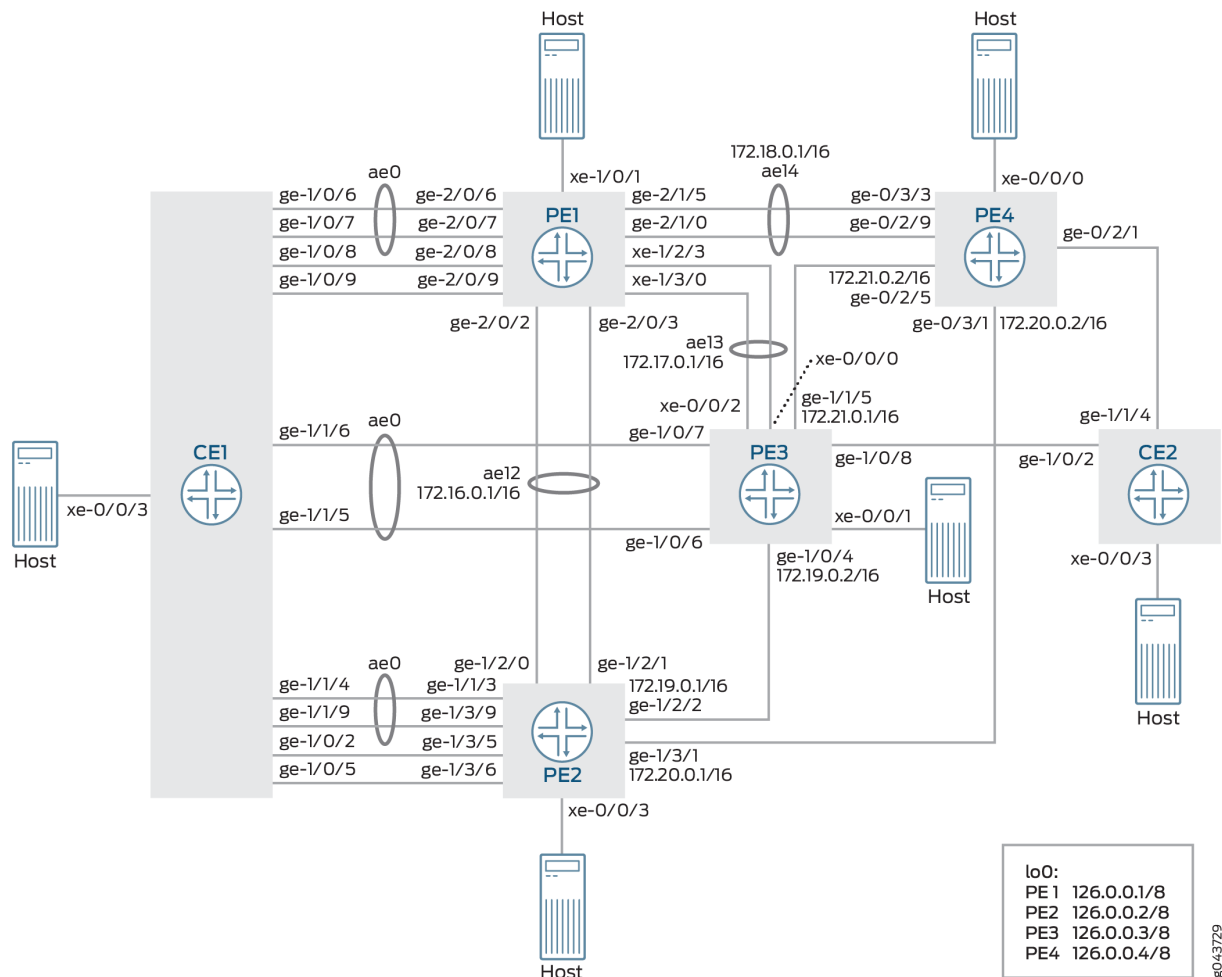 Host
Host
172.18.0.1/16
ae14
ae0
xe-1/0/1
xe-0/0/0
ge-1/0/6
ge-2/0/6
PE1
ge-2/1/5
ge-0/3/3
PE4
ge-1/0/7
ge-2/0/7
ge-2/1/0
ge-0/2/9
ge-0/2/1
ge-1/0/8
ge-2/0/8
xe-1/2/3
ge-1/0/9
ge-2/0/9
xe-1/3/0
172.21.0.2/16
ge-0/2/5
ge-2/0/2
ge-2/0/3
ge-0/3/1
172.20.0.2/16
ae13
172.17.0.1/16
xe-0/0/0
xe-0/0/2
ge-1/1/5
172.21.0.1/16
ge-1/1/4
ae0
ge-1/1/6
ge-1/0/7
CE1
PE3
ge-1/0/8
ge-1/0/2
CE2
ae12
172.16.0.1/16
xe-0/0/3
Host
ge-1/1/5
ge-1/0/6
xe-0/0/1
Host
ge-1/0/4
172.19.0.2/16
xe-0/0/3
Host
ae0
ge-1/2/0
ge-1/2/1
ge-1/1/4
ge-1/1/3
172.19.0.1/16
ge-1/2/2
ge-1/1/9
ge-1/3/9
ge-1/0/2
ge-1/3/5
ge-1/3/1
172.20.0.1/16
ge-1/0/5
ge-1/3/6
PE2
xe-0/0/3
Host
lo0:
PE 1 126.0.0.1/8
PE2 126.0.0.2/8
PE3 126.0.0.3/8
PE4 126.0.0.4/8
g043729